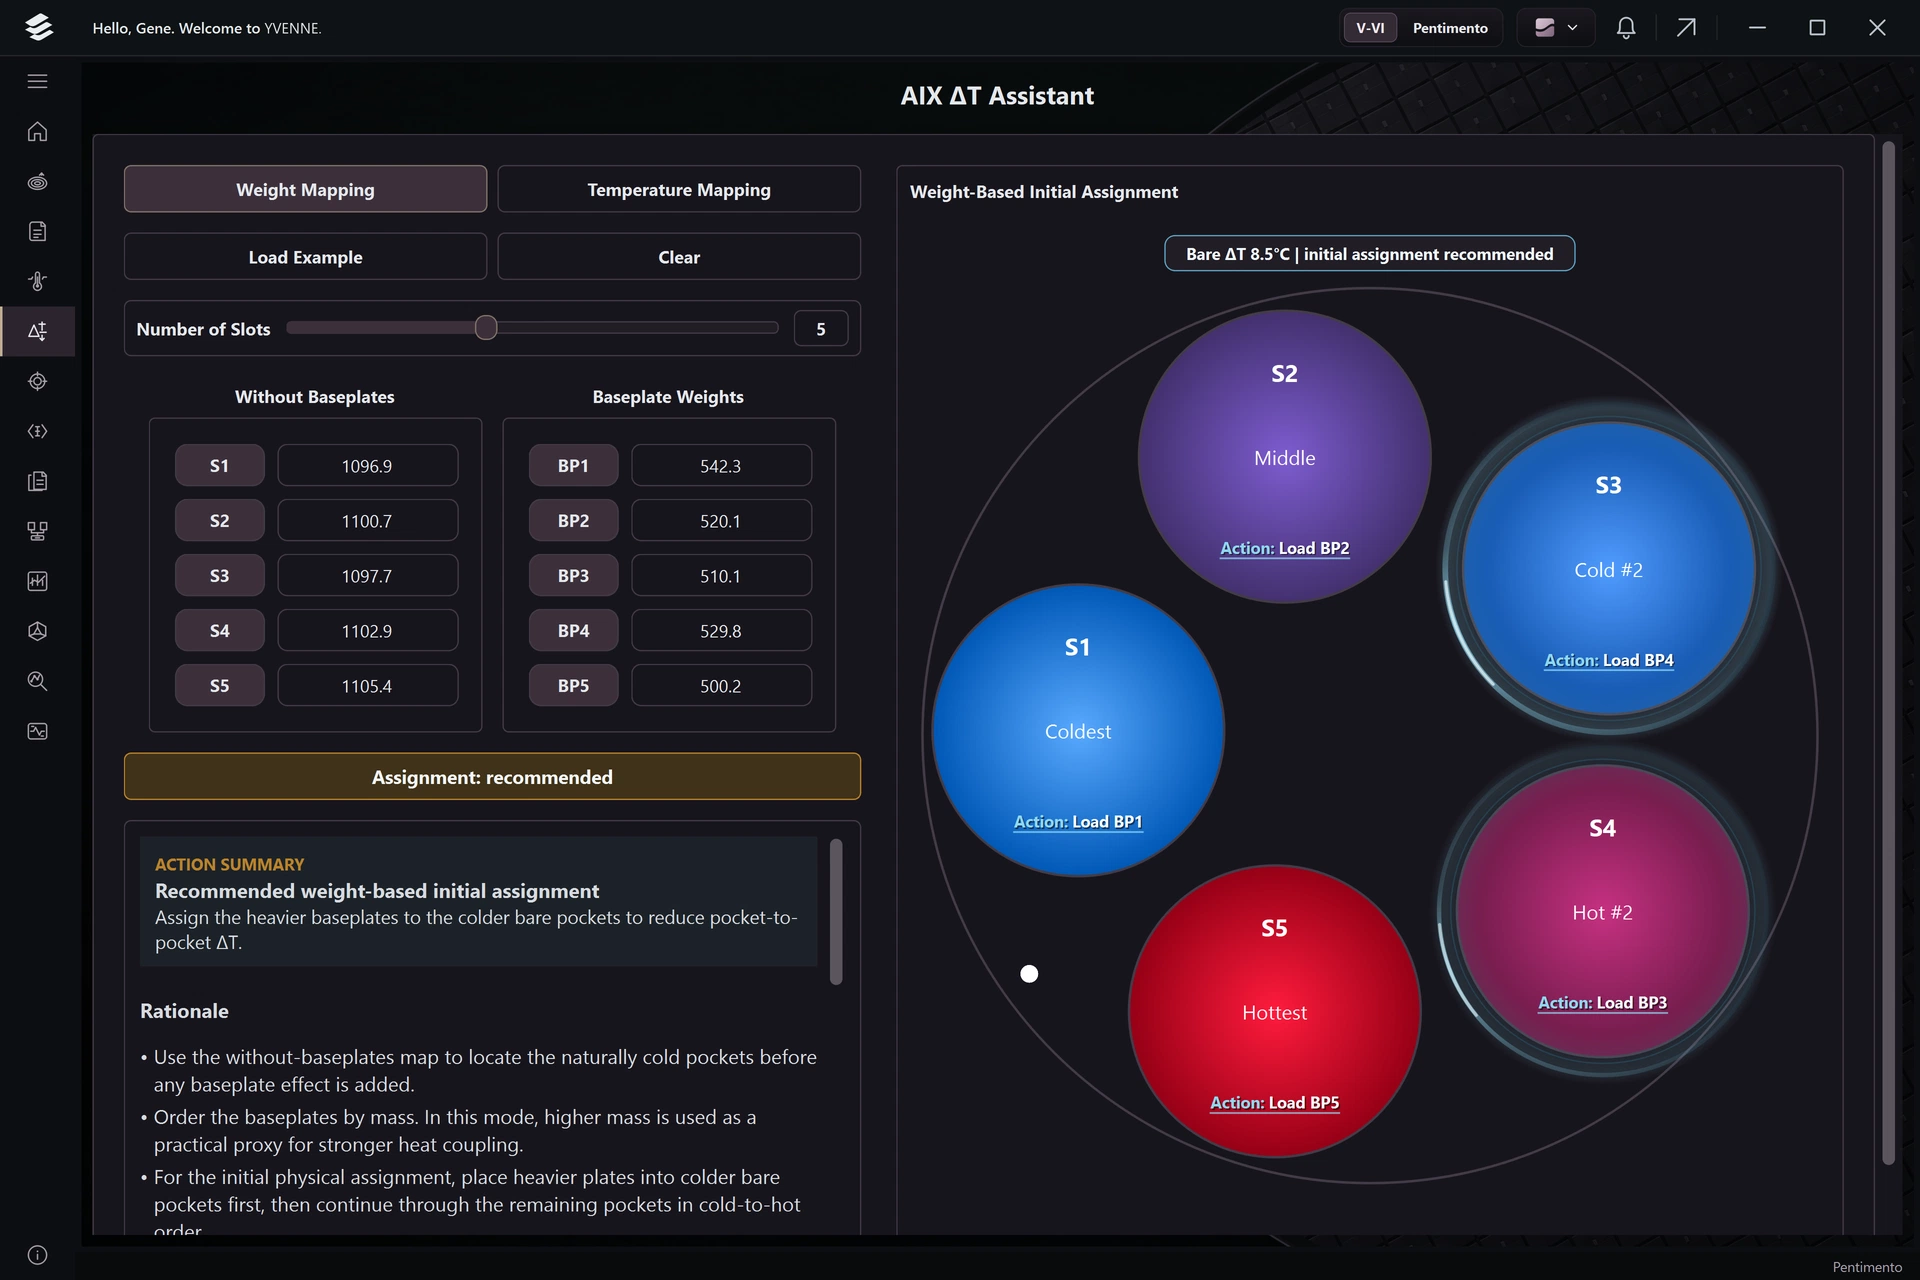 Hello, Gene. Welcome to YVENNE.
V-VI
Pentimento
AIX ΔT Assistant
Weight Mapping
Temperature Mapping
Load Example
Clear
Number of Slots
5
Without Baseplates
Baseplate Weights
S1
1096.9
BP1
542.3
S2
1100.7
BP2
520.1
S3
1097.7
BP3
510.1
S4
1102.9
BP4
529.8
S5
1105.4
BP5
500.2
Assignment: recommended
ACTION SUMMARY
Recommended weight-based initial assignment
Assign the heavier baseplates to the colder bare pockets to reduce pocket-to-
pocket ΔT.
Rationale
• Use the without-baseplates map to locate the naturally cold pockets before
any baseplate effect is added.
• Order the baseplates by mass. In this mode, higher mass is used as a
practical proxy for stronger heat coupling.
• For the initial physical assignment, place heavier plates into colder bare
pockets first, then continue through the remaining pockets in cold-to-hot
order.
Weight-Based Initial Assignment
Bare ΔT 8.5°C | initial assignment recommended
S2
Middle
Action: Load BP2
S3
Cold #2
Action: Load BP4
S1
Coldest
Action: Load BP1
S4
Hot #2
Action: Load BP3
S5
Hottest
Action: Load BP5
Pentimento